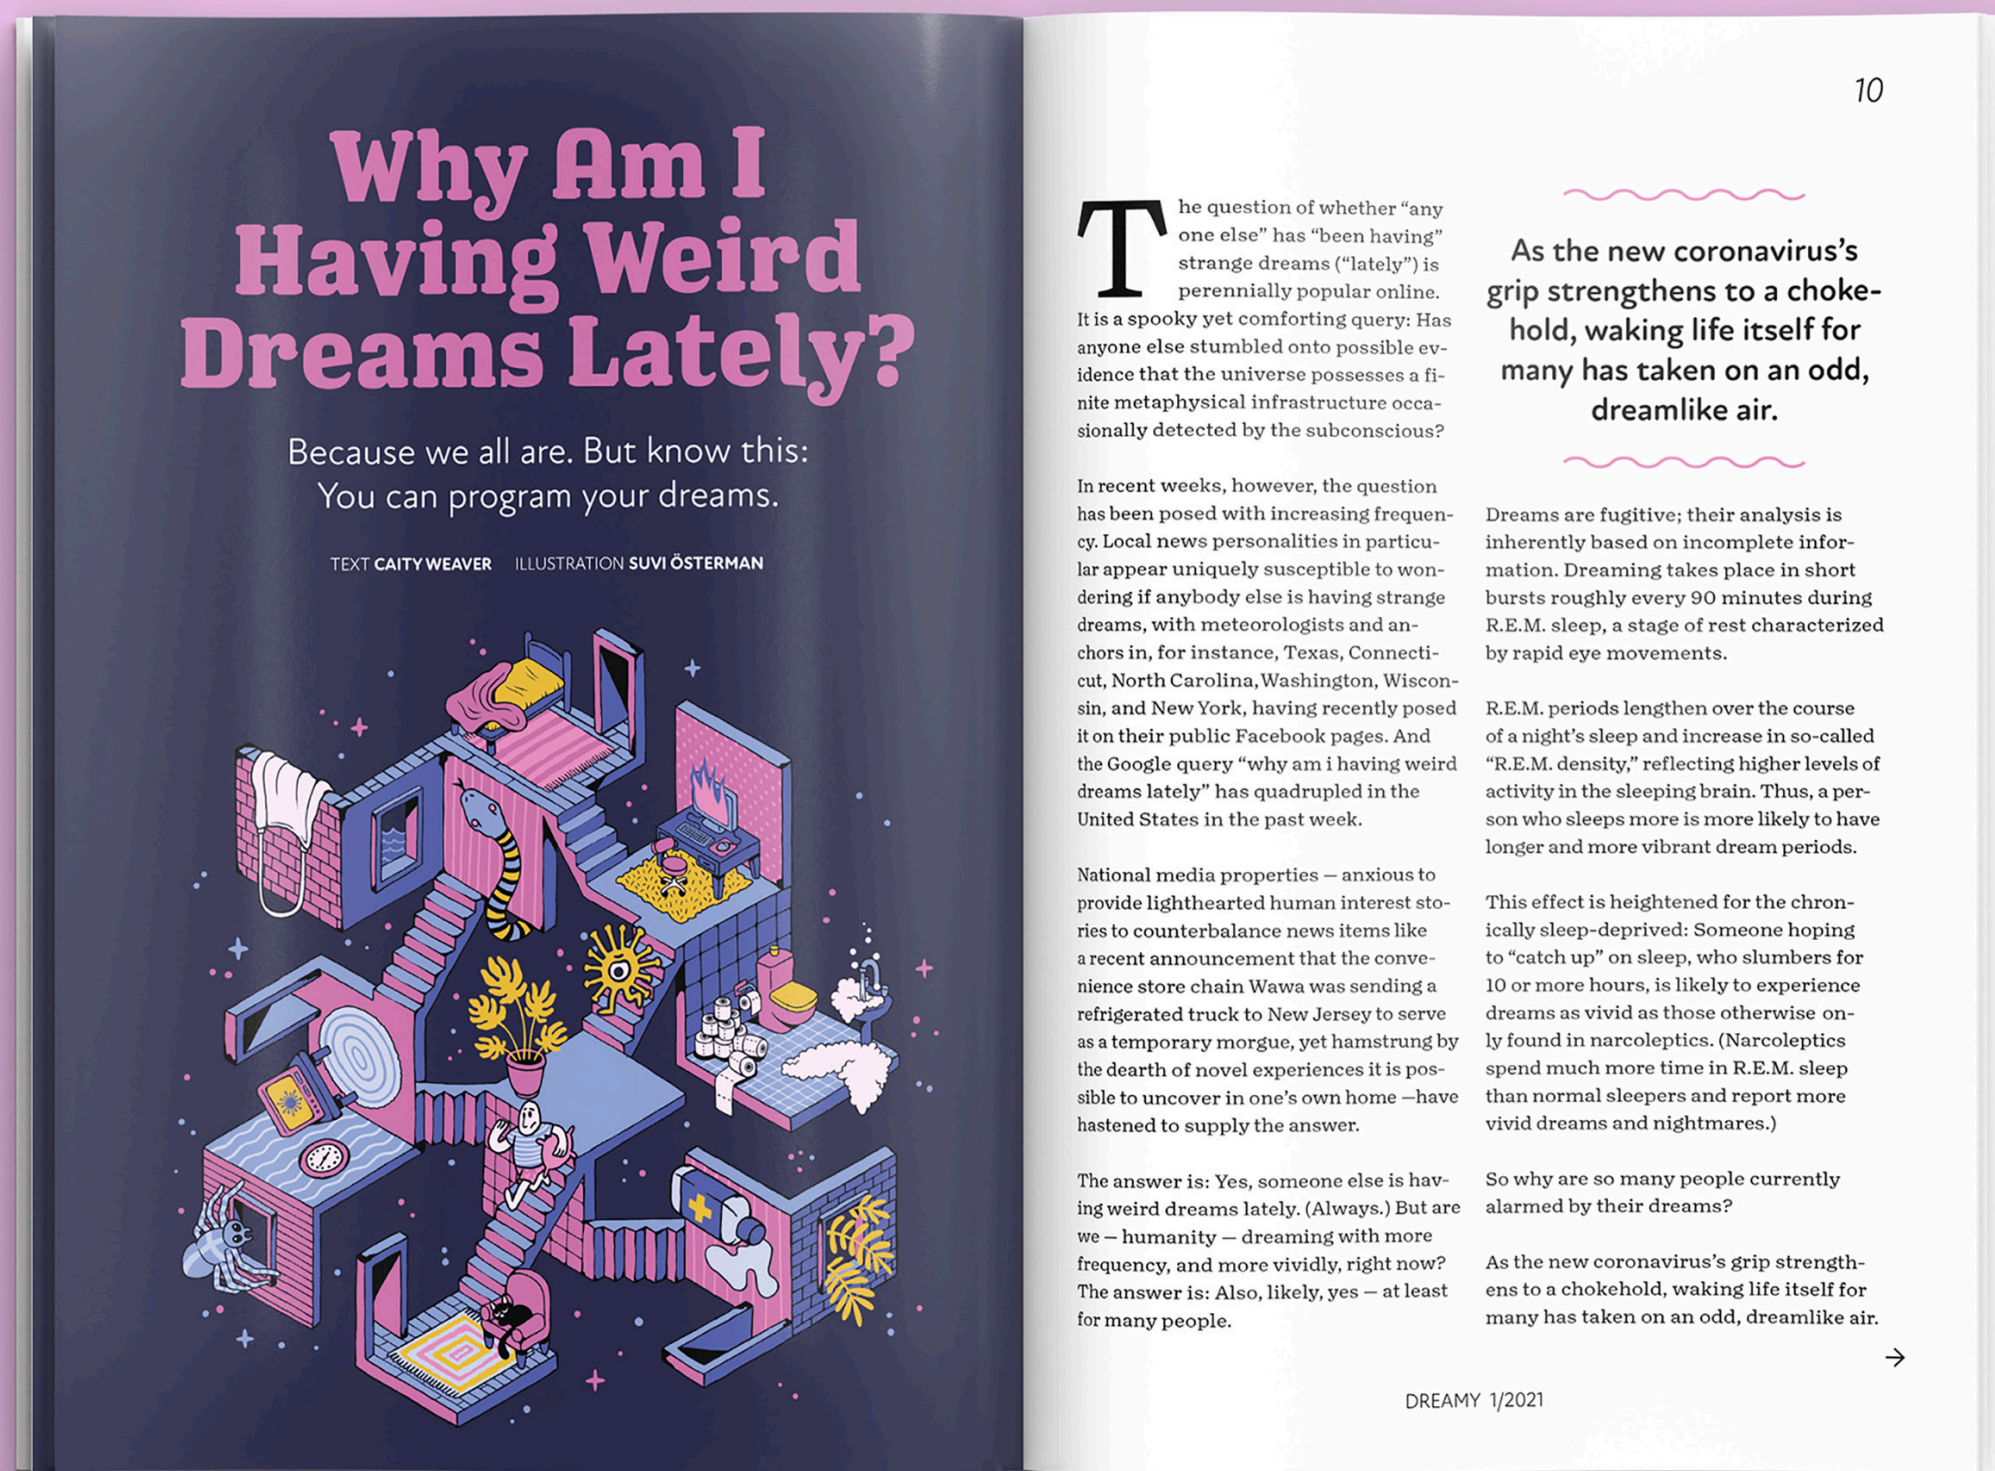 Why Am I
Having Weird
Dreams Lately?
Because we all are. But know this:
You can program your dreams.
TEXT CAITY WEAVER ILLUSTRATION SUVI ÖSTERMAN
10
The question of whether “any
one else” has “been having”
strange dreams (“lately”) is
perennially popular online.
It is a spooky yet comforting query: Has
anyone else stumbled onto possible ev-
idence that the universe possesses a fi-
nite metaphysical infrastructure occa-
sionally detected by the subconscious?
In recent weeks, however, the question
has been posed with increasing frequen-
cy. Local news personalities in particu-
lar appear uniquely susceptible to won-
dering if anybody else is having strange
dreams, with meteorologists and an-
chors in, for instance, Texas, Connecti-
cut, North Carolina, Washington, Wiscon-
sin, and New York, having recently posed
it on their public Facebook pages. And
the Google query “why am i having weird
dreams lately” has quadrupled in the
United States in the past week.
National media properties — anxious to
provide lighthearted human interest sto-
ries to counterbalance news items like
a recent announcement that the conve-
nience store chain Wawa was sending a
refrigerated truck to New Jersey to serve
as a temporary morgue, yet hamstrung by
the dearth of novel experiences it is pos-
sible to uncover in one’s own home —have
hastened to supply the answer.
The answer is: Yes, someone else is hav-
ing weird dreams lately. (Always.) But are
we — humanity — dreaming with more
frequency, and more vividly, right now?
The answer is: Also, likely, yes — at least
for many people.
As the new coronavirus’s
grip strengthens to a choke-
hold, waking life itself for
many has taken on an odd,
dreamlike air.
Dreams are fugitive; their analysis is
inherently based on incomplete infor-
mation. Dreaming takes place in short
bursts roughly every 90 minutes during
R.E.M. sleep, a stage of rest characterized
by rapid eye movements.
R.E.M. periods lengthen over the course
of a night’s sleep and increase in so-called
“R.E.M. density,” reflecting higher levels of
activity in the sleeping brain. Thus, a per-
son who sleeps more is more likely to have
longer and more vibrant dream periods.
This effect is heightened for the chron-
ically sleep-deprived: Someone hoping
to “catch up” on sleep, who slumbers for
10 or more hours, is likely to experience
dreams as vivid as those otherwise on-
ly found in narcoleptics. (Narcoleptics
spend much more time in R.E.M. sleep
than normal sleepers and report more
vivid dreams and nightmares.)
So why are so many people currently
alarmed by their dreams?
As the new coronavirus’s grip strength-
ens to a chokehold, waking life itself for
many has taken on an odd, dreamlike air.
→
DREAMY 1/2021